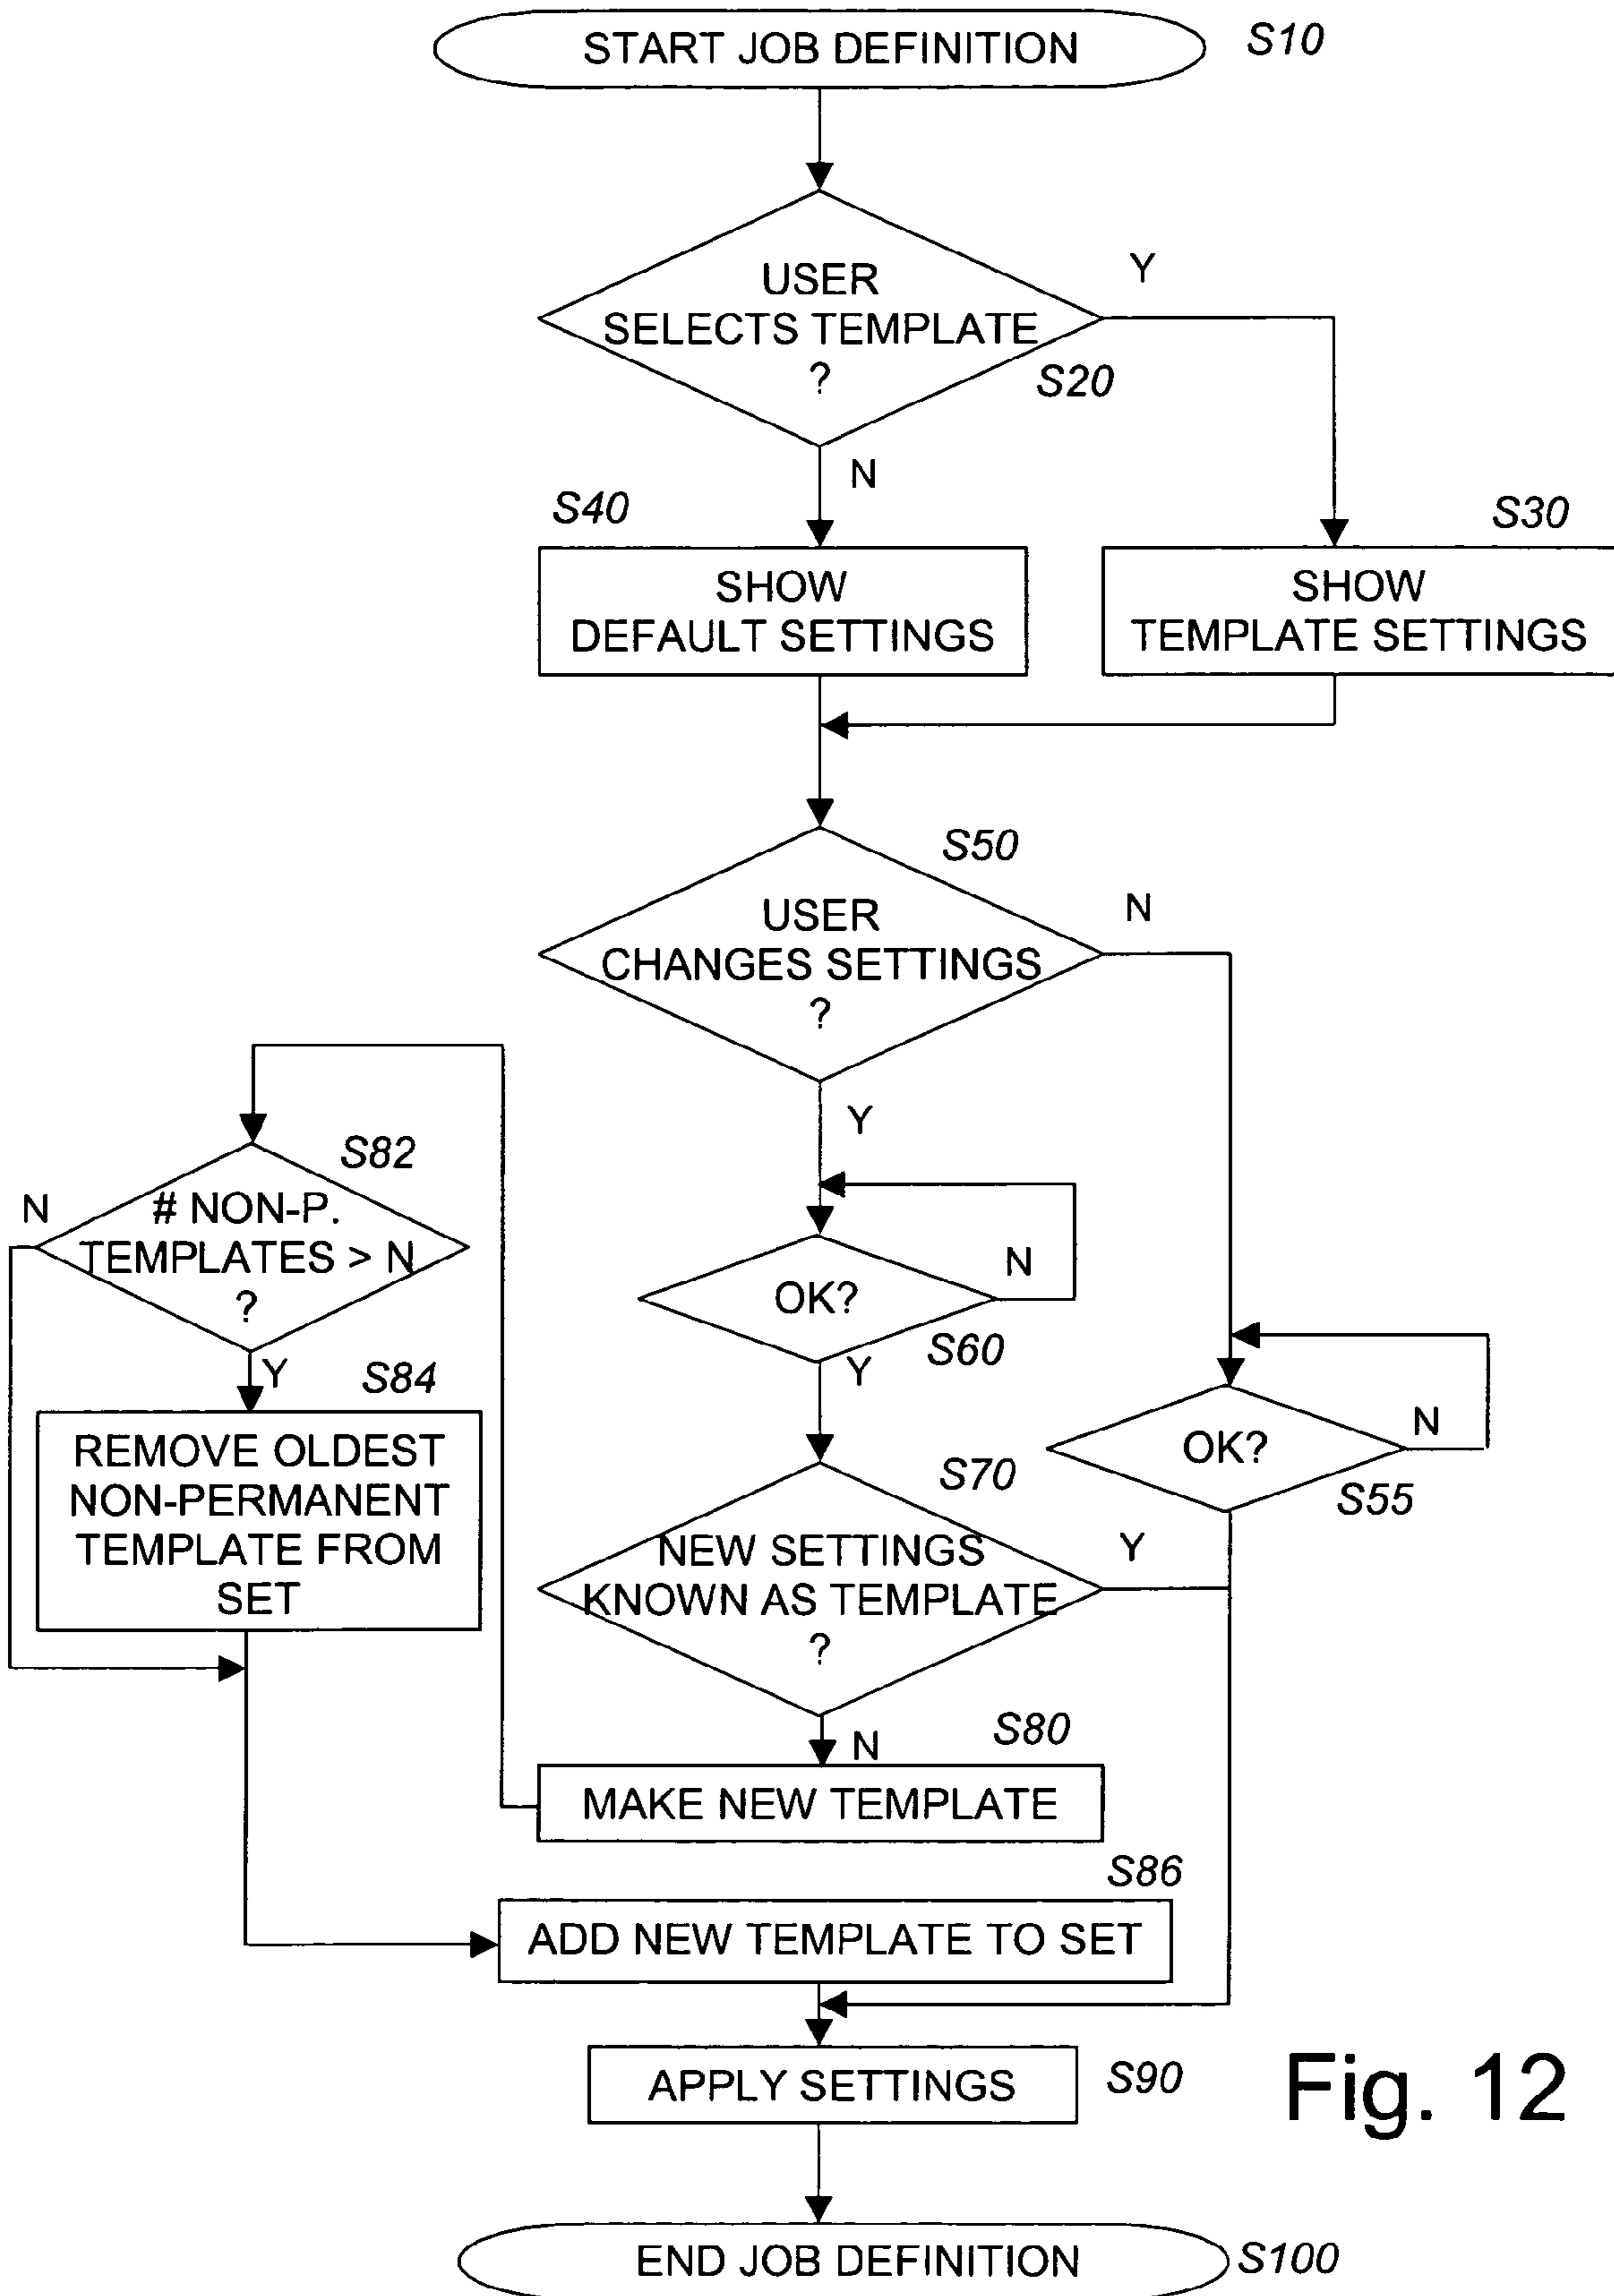 START JOB DEFINITION
S10
USER
SELECTS TEMPLATE
?
Y
S20
N
S40
S30
SHOW
DEFAULT SETTINGS
SHOW
TEMPLATE SETTINGS
S50
USER
CHANGES SETTINGS
?
N
Y
S82
N
# NON-P.
TEMPLATES > N
?
Y
OK?
N
S60
Y
S84
REMOVE OLDEST
NON-PERMANENT
TEMPLATE FROM
SET
OK?
N
S55
S70
NEW SETTINGS
KNOWN AS TEMPLATE
?
Y
N
S80
MAKE NEW TEMPLATE
S86
ADD NEW TEMPLATE TO SET
APPLY SETTINGS
S90
Fig. 12
END JOB DEFINITION
S100